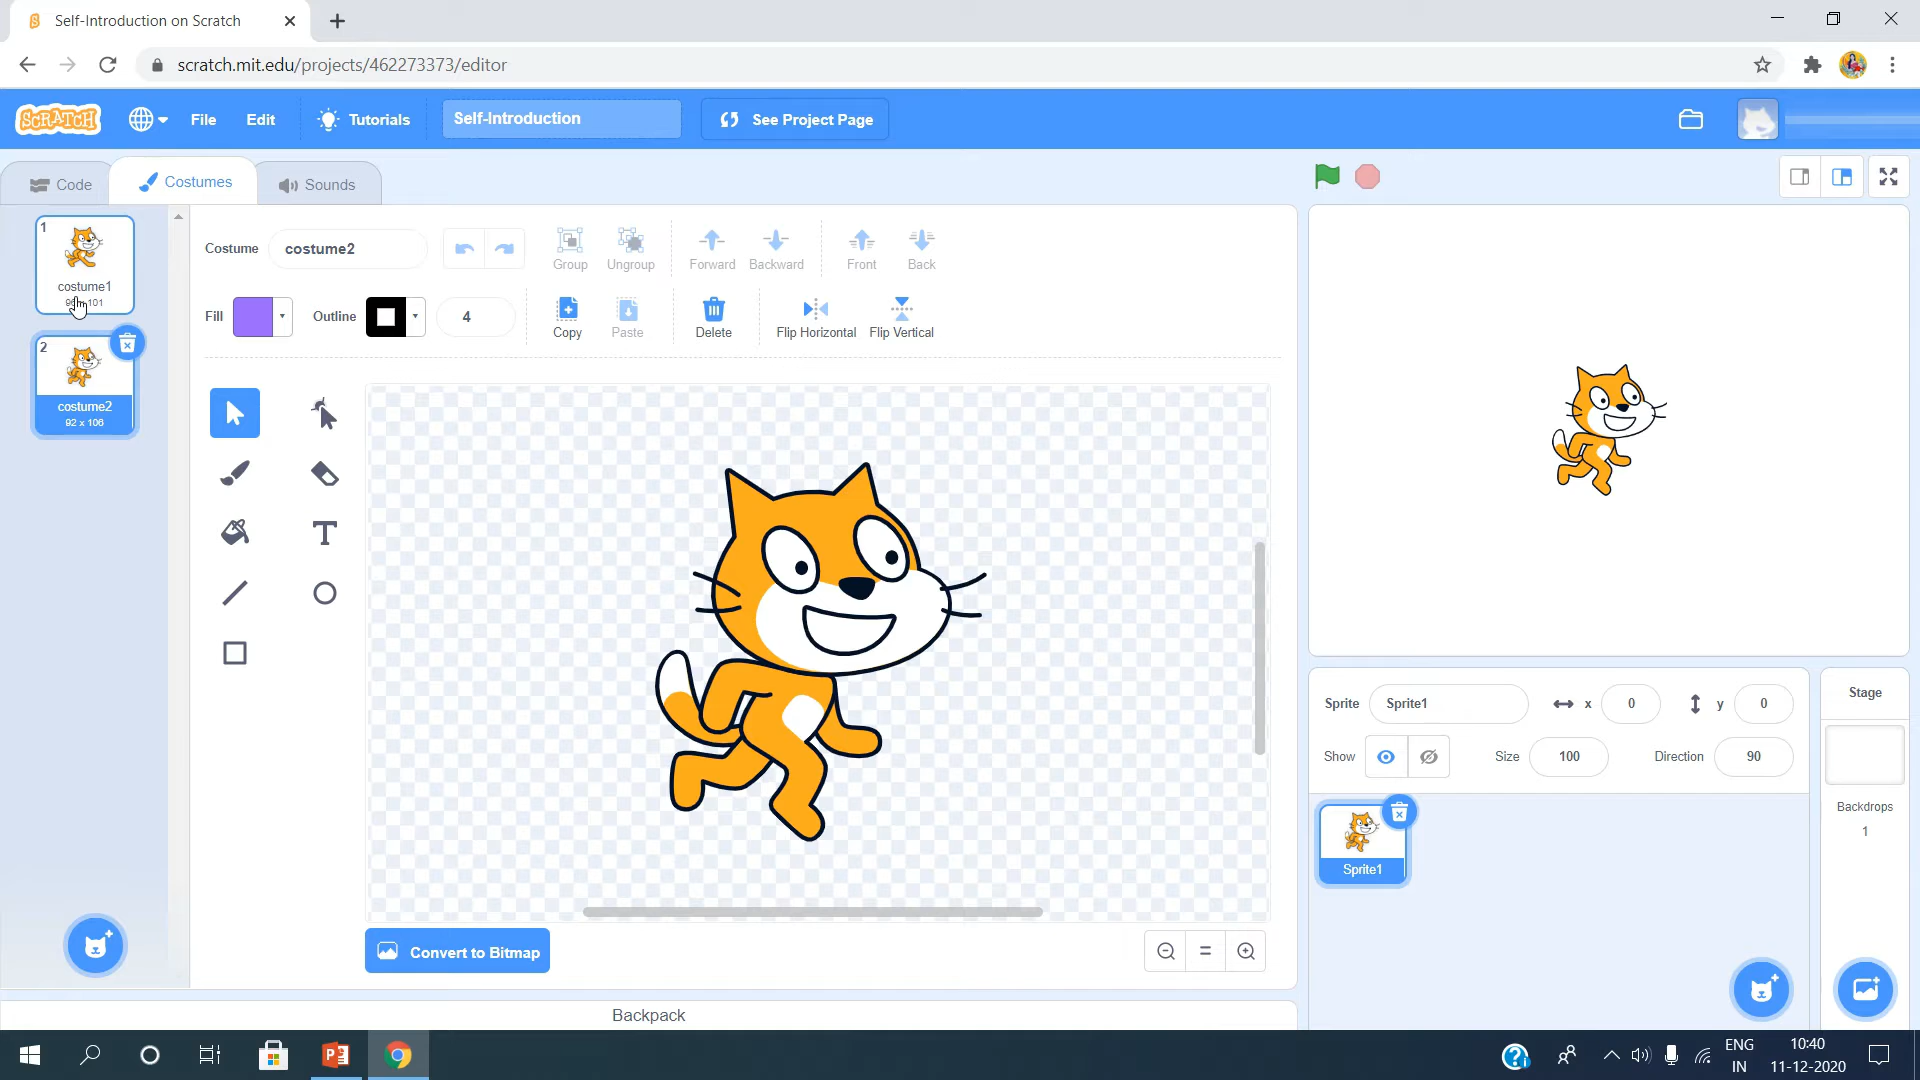 Self-Introduction on Scratch
scratch.mit.edu/projects/462273373/editor
SCRATCH
File
Edit
Tutorials
Self-Introduction
See Project Page
Code
Costumes
Sounds
1
costume1
2
costume2
92 x 106
Costume
costume2
Group
Ungroup
Forward
Backward
Front
Back
Fill
Outline
4
Copy
Paste
Delete
Flip Horizontal
Flip Vertical
T
Convert to Bitmap
Backpack
Sprite
Sprite1
x
0
y
0
Show
Size
100
Direction
90
Sprite1
Stage
Backdrops
1
ENG
IN
10:40
11-12-2020